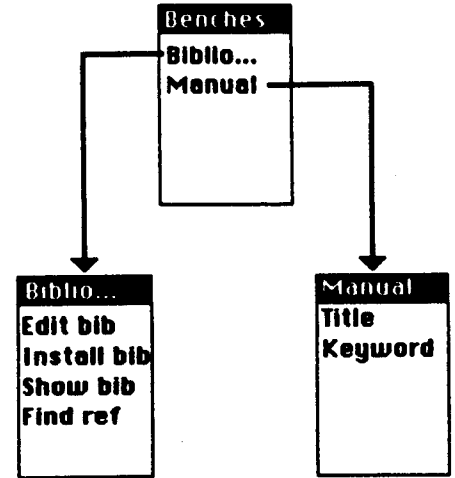 Benches
Biblio...
Manual
Biblio...
Edit bib
Install bib
Show bib
Find ref
Manual
Title
Keyword